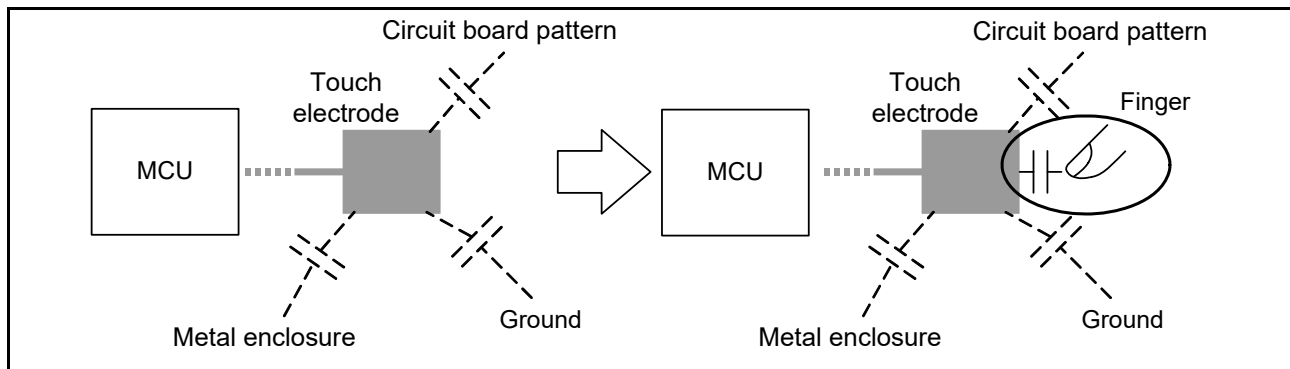 Circuit board pattern
Touch
electrode
MCU
Metal enclosure
Ground
Circuit board pattern
Touch
electrode
Finger
MCU
Metal enclosure
Ground